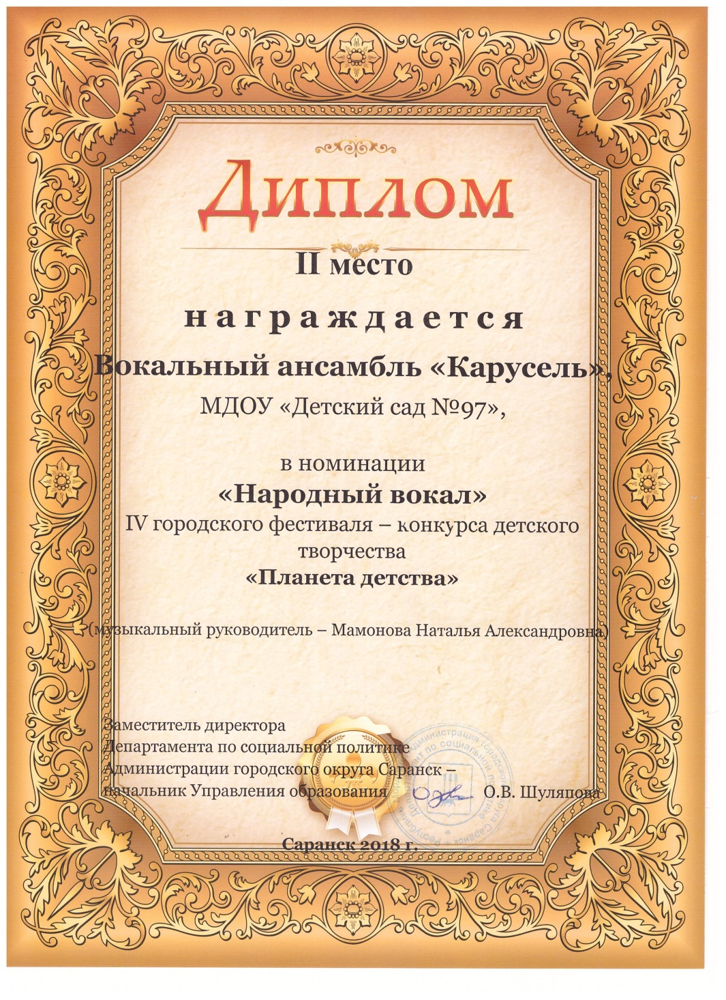 Диплом
II место
награждается
Вокальный ансамбль «Карусель»,
МДОУ «Детский сад №97»,
в номинации
«Народный вокал»
IV городского фестиваля – конкурса детского
творчества
«Планета детства»
(музыкальный руководитель – Мамонова Наталья Александровна)
Заместитель директора
Департамента по социальной политике
Администрации городского округа Саранск –
начальник Управления образования О.В. Шуляпова
Саранск 2018 г.